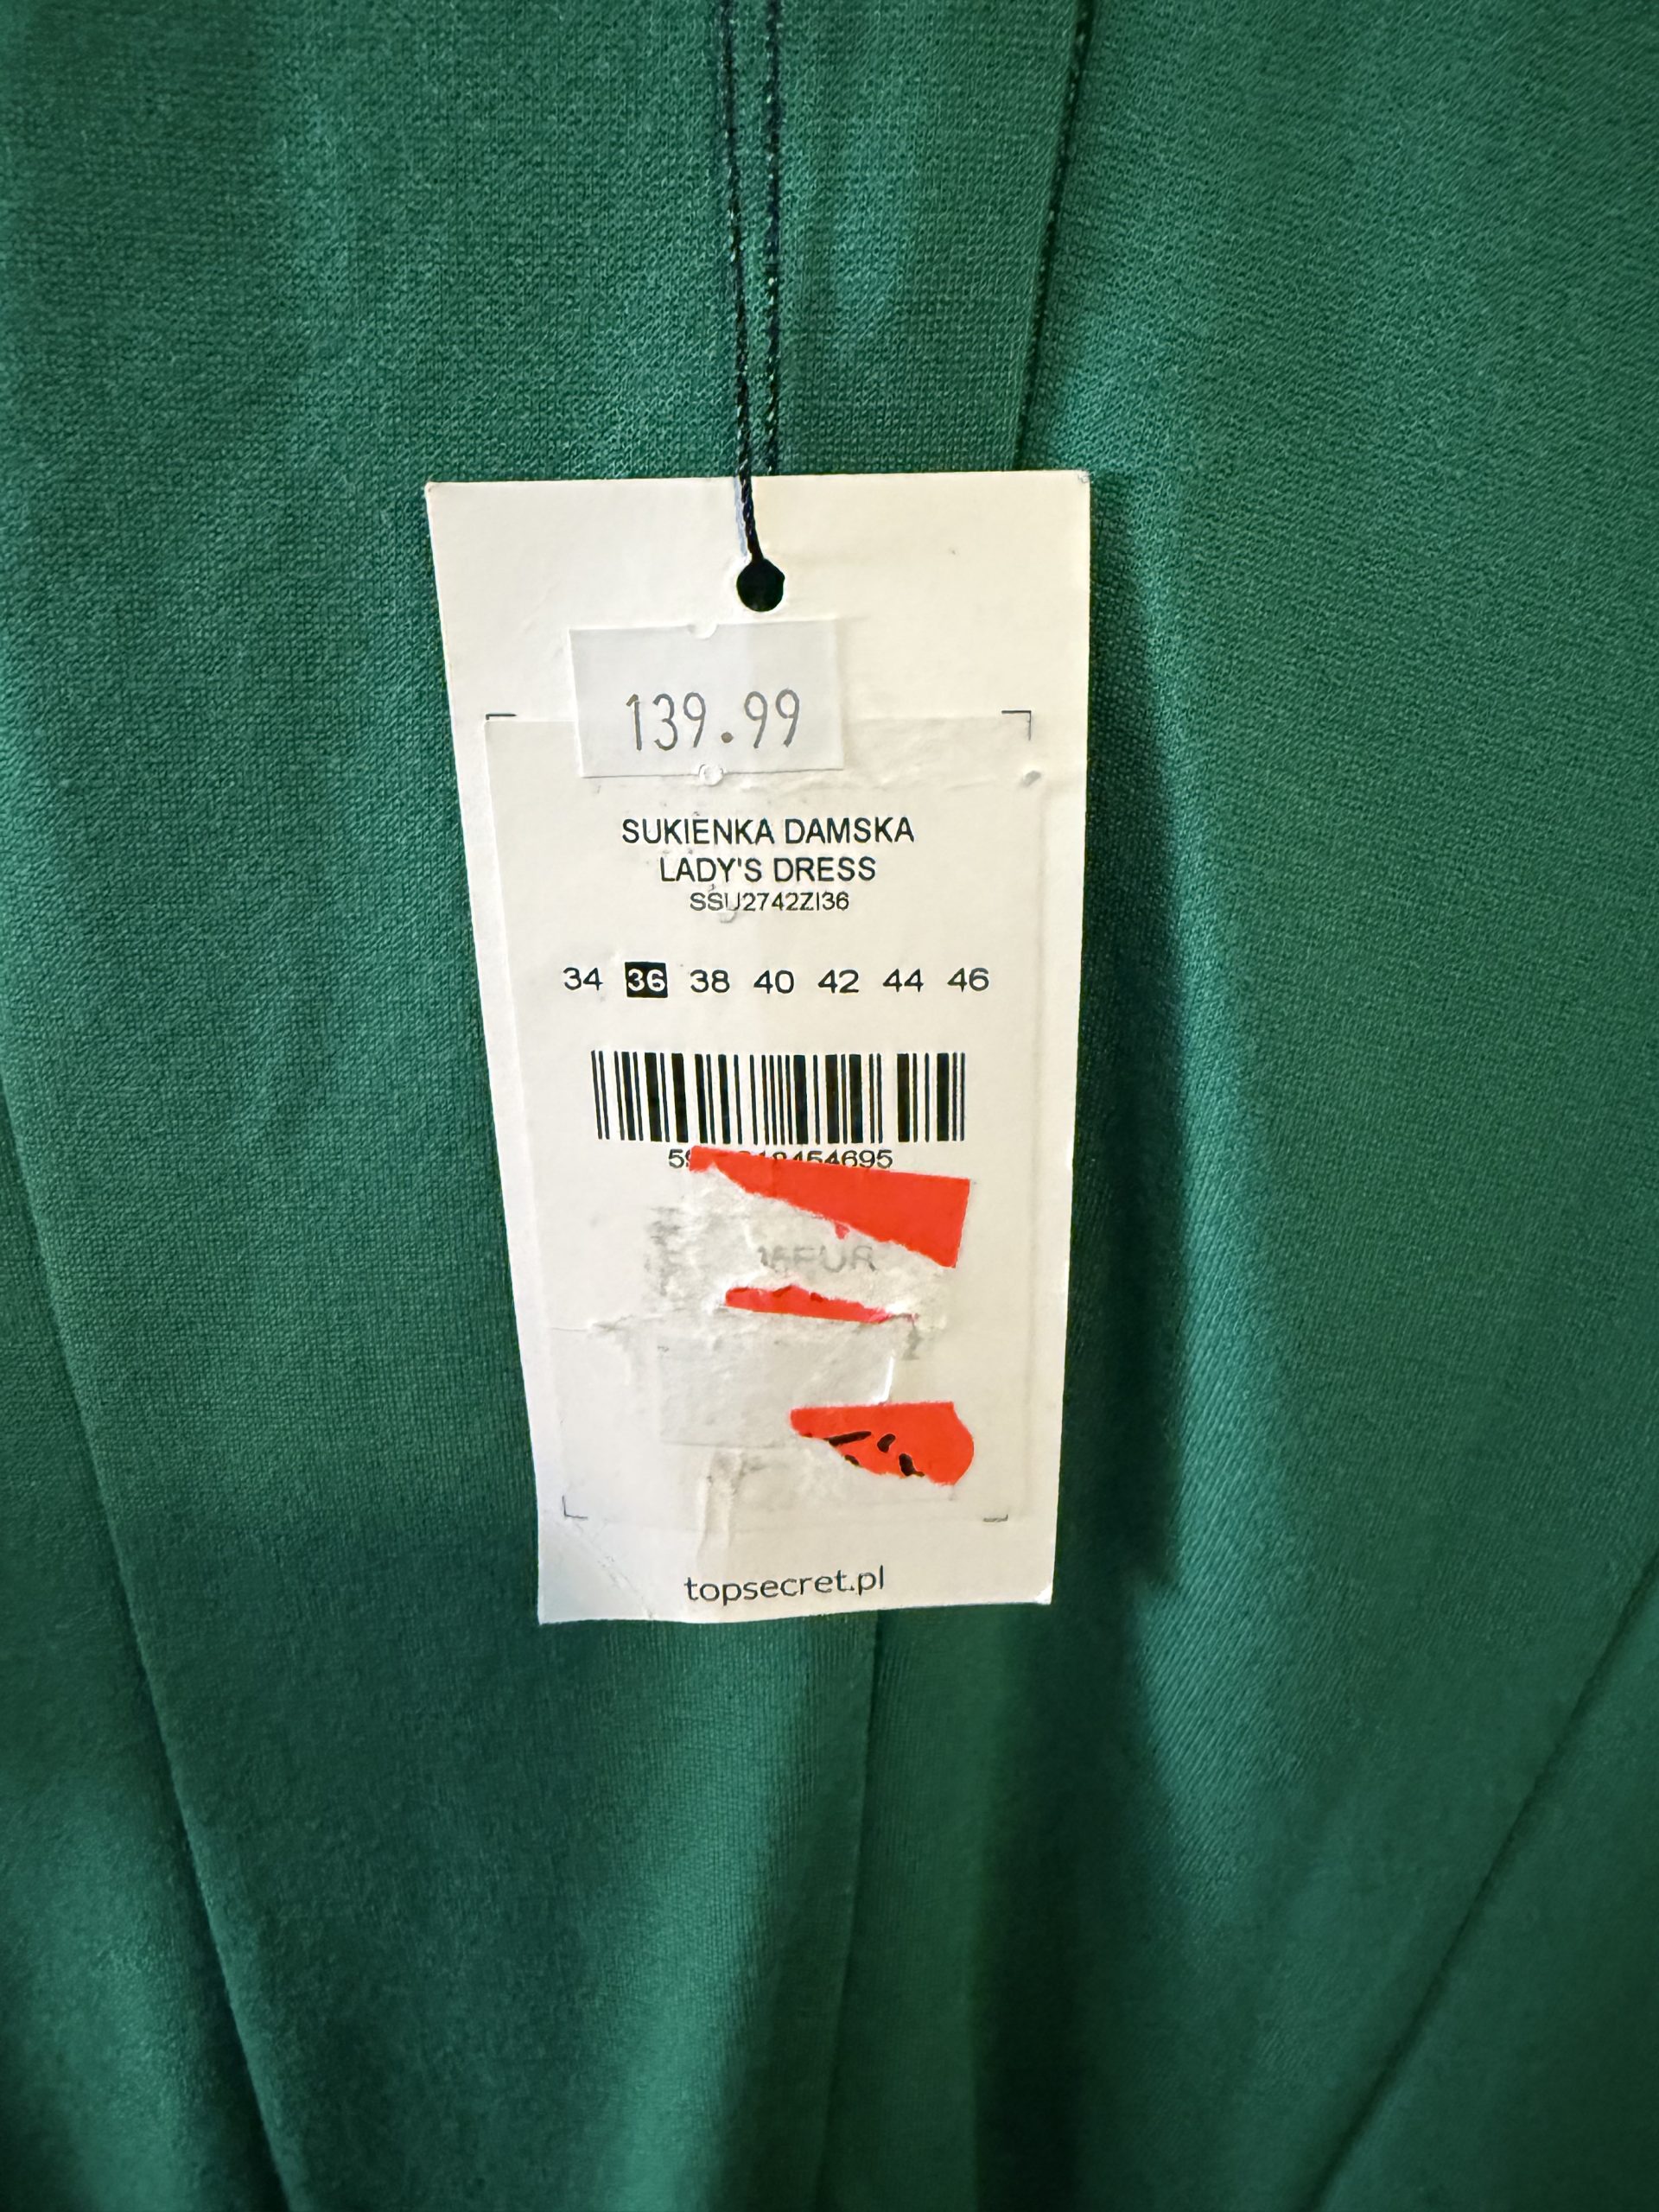 139.99
SUKIENKA DAMSKA
LADY'S DRESS
SSU2742ZI36
34 36 38 40 42 44 46
topsecret.pl